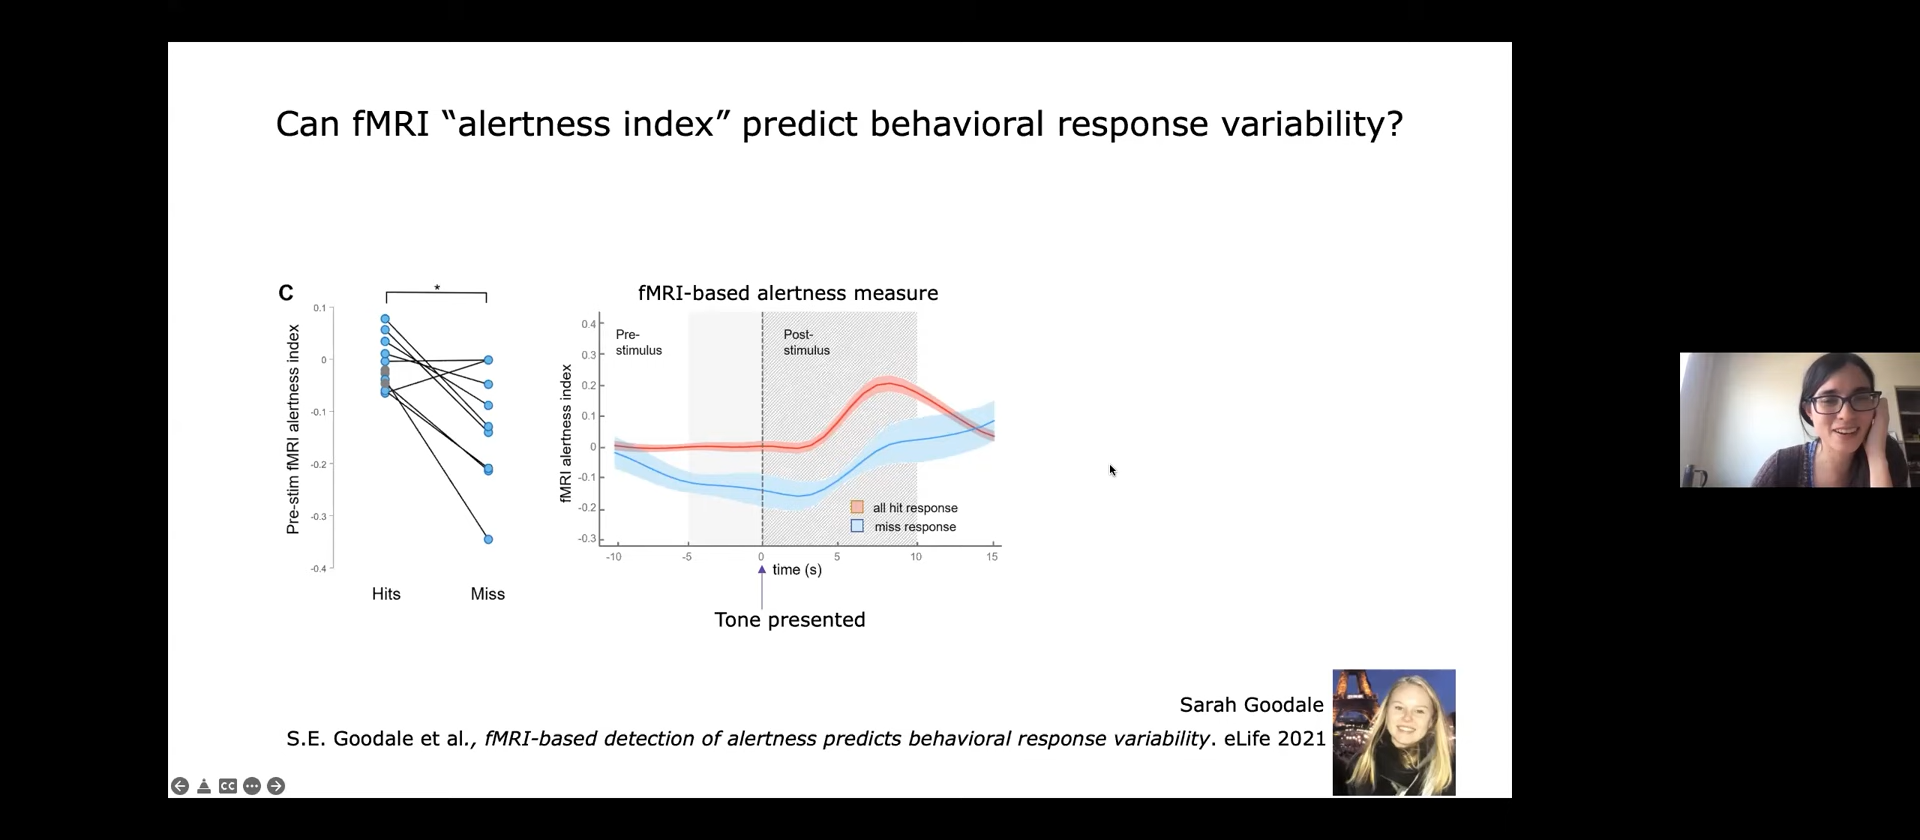 Can fMRI “alertness index” predict behavioral response variability?
C
*
Pre-stim fMRI alertness index
0.1
0
-0.1
-0.2
-0.3
-0.4
Hits
Miss
fMRI-based alertness measure
fMRI alertness index
0.4
0.3
0.2
0.1
0
-0.1
-0.2
-0.3
Pre-
stimulus
Post-
stimulus
all hit response
miss response
-10
-5
0
5
10
15
time (s)
Tone presented
Sarah Goodale
S.E. Goodale et al., fMRI-based detection of alertness predicts behavioral response variability. eLife 2021
CC